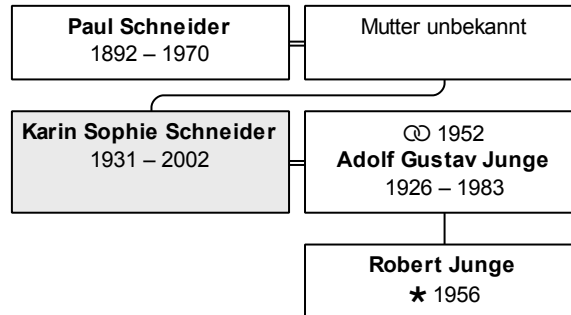 Paul Schneider
1892 – 1970
Mutter unbekannt
Karin Sophie Schneider
1931 – 2002
⚭ 1952
Adolf Gustav Junge
1926 – 1983
Robert Junge
★ 1956